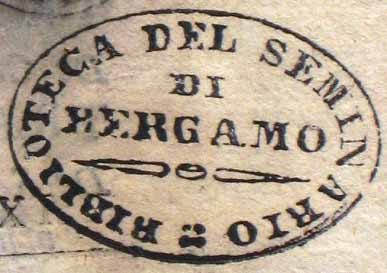 BIBLIOTECA DEL SEMINARIO
DI
BERGAMO
X